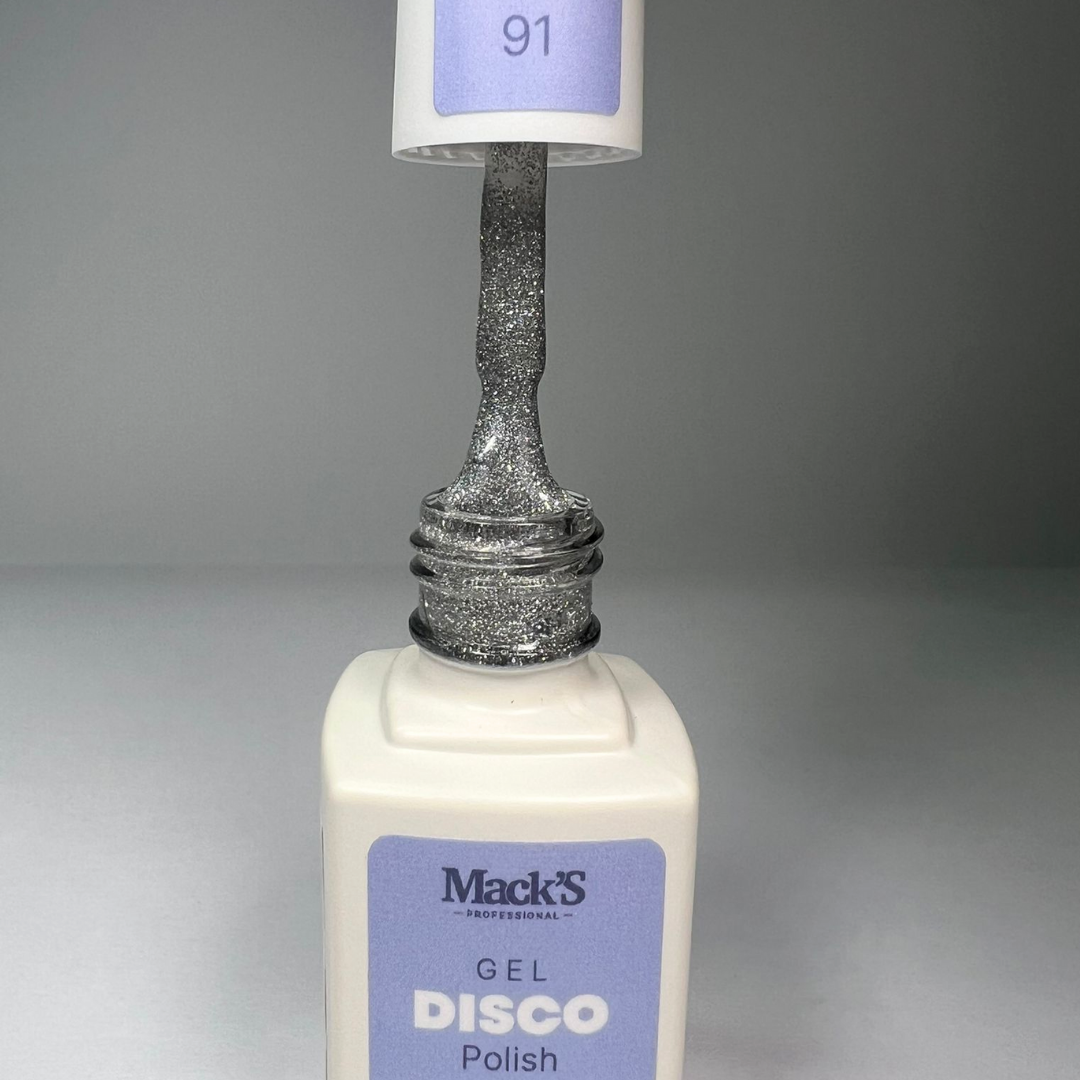 91
Mack'S
PROFESSIONAL
GEL
DISCO
Polish